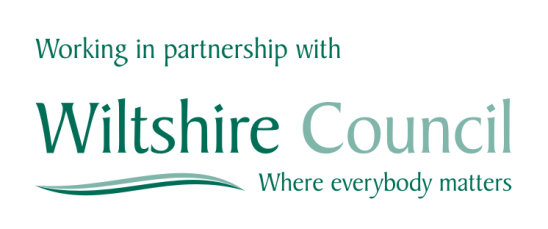 Working in partnership with
Wiltshire Council
Where everybody matters